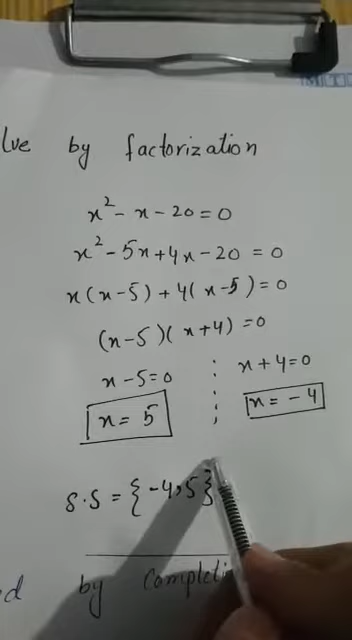 by factorization
x² - x - 20 = 0
x² - 5x + 4x - 20 = 0
x(x-5) + 4(x-5) = 0
(x-5)(x+4) = 0
x-5=0 x+4=0
x = 5 x = -4
S.S = {-4,5}
by